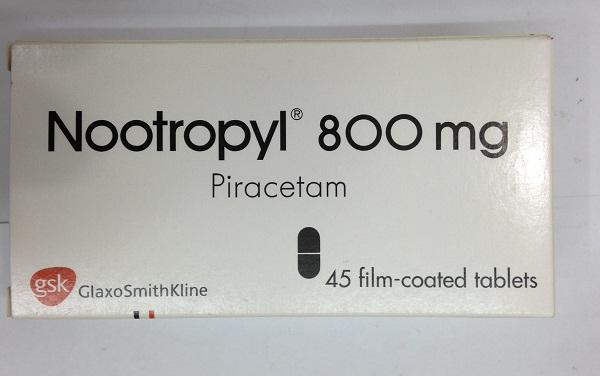 Nootropyl® 800 mg
Piracetam
45 film-coated tablets
gsk GlaxoSmithKline